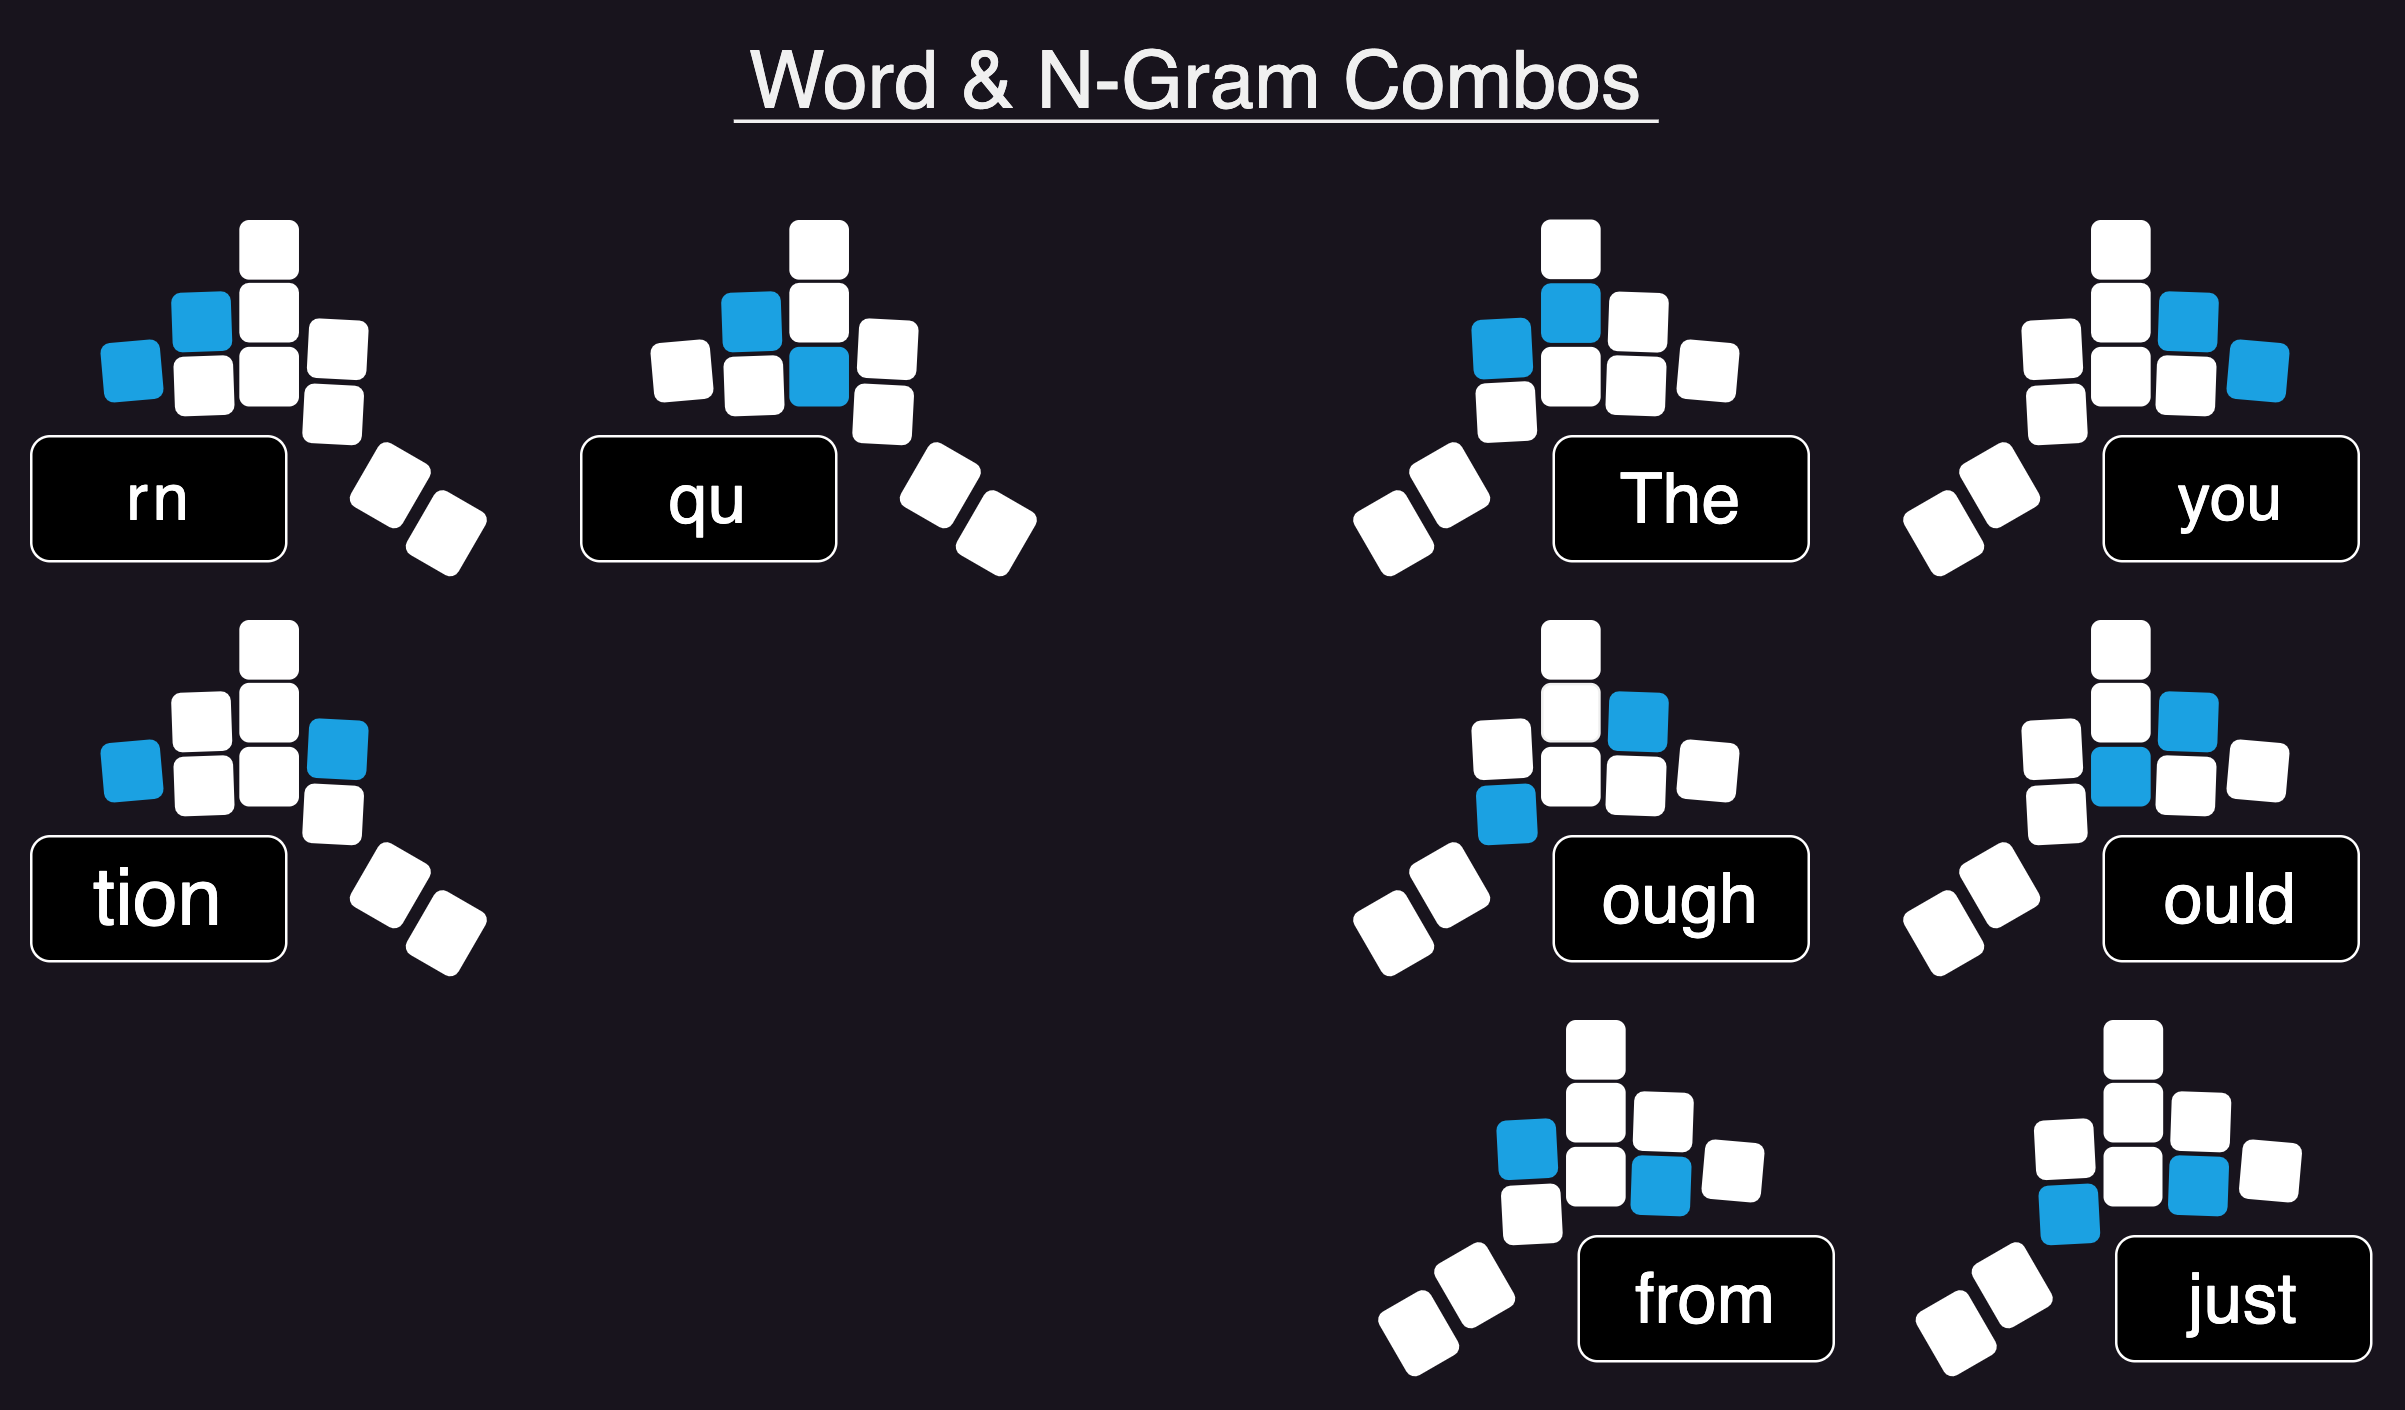 Word & N-Gram Combos
rn
qu
The
you
tion
ough
ould
from
just